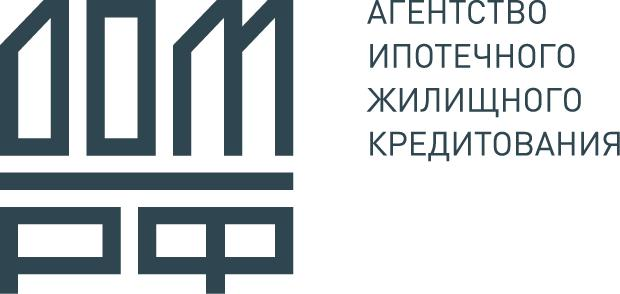 ДОМ
РФ
АГЕНТСТВО
ИПОТЕЧНОГО
ЖИЛИЩНОГО
КРЕДИТОВАНИЯ